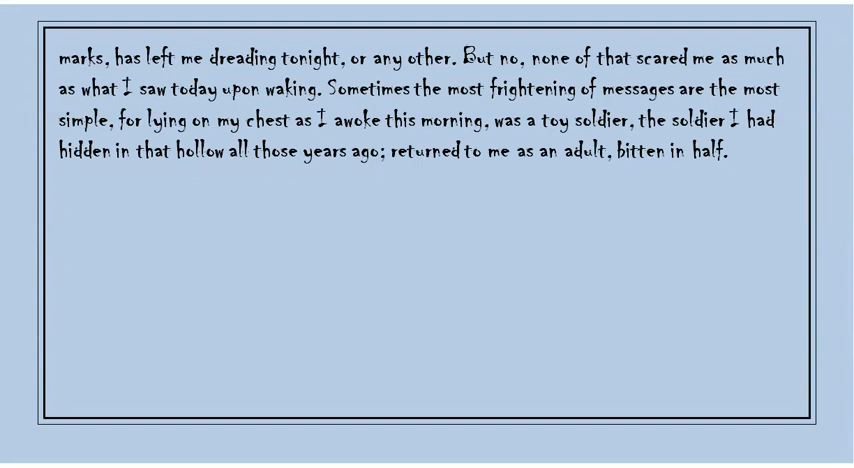 marks, has left me dreading tonight, or any other. But no, none of that scared me as much
as what I saw today upon waking. Sometimes the most frightening of messages are the most
simple, for lying on my chest as I awoke this morning, was a toy soldier, the soldier I had
hidden in that hollow all those years ago; returned to me as an adult, bitten in half.